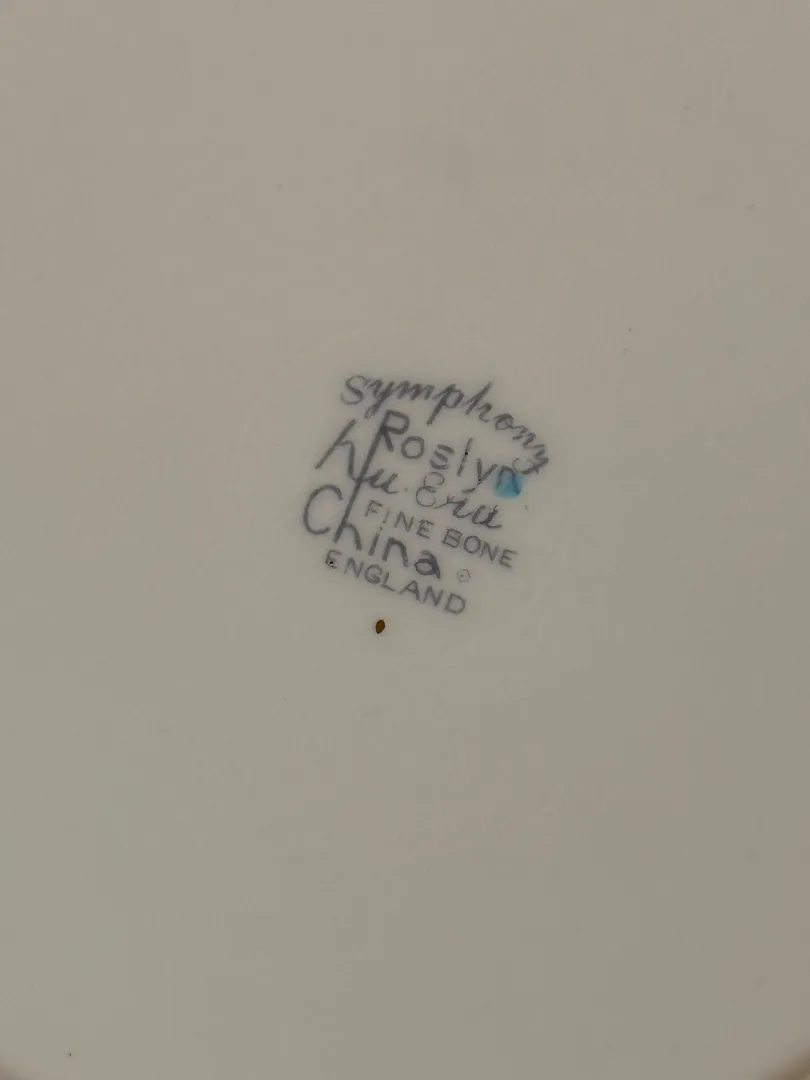 Symphony
Roslyn
Nu. Era
FINE BONE
China
ENGLAND